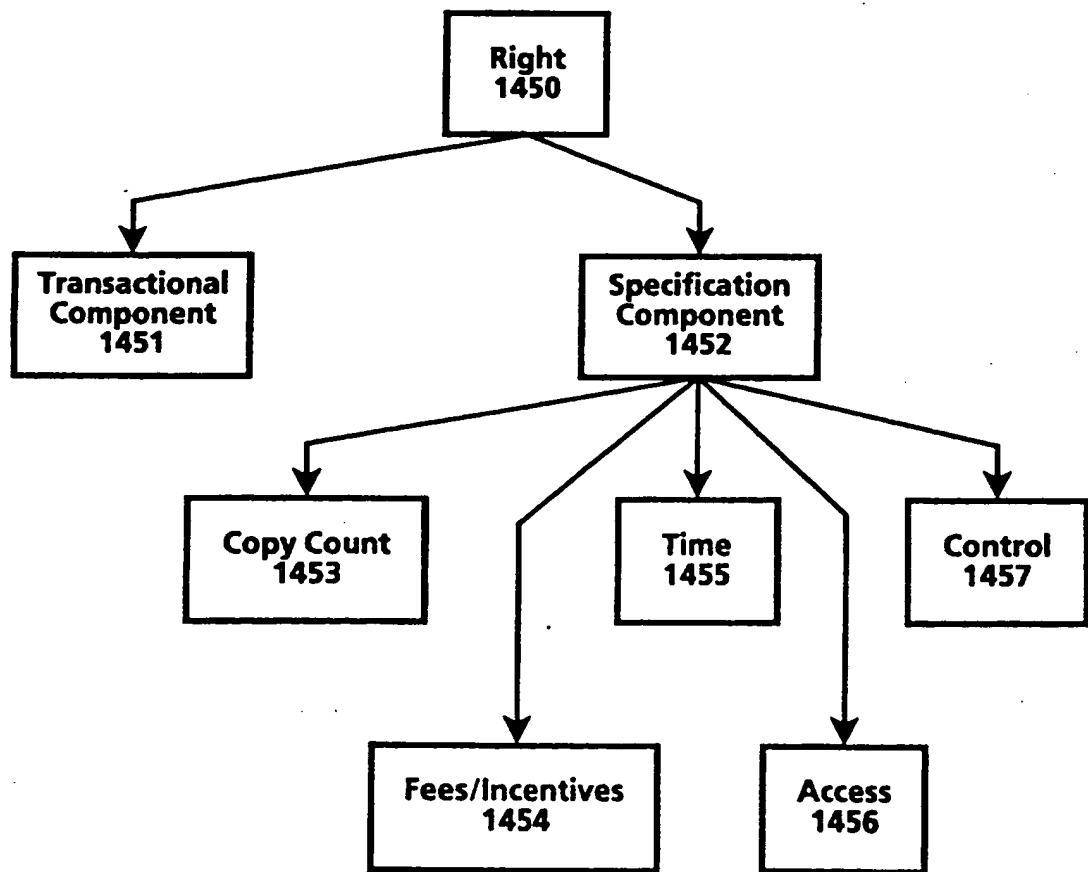 Right
1450
Transactional
Component
1451
Specification
Component
1452
Copy Count
1453
Time
1455
Control
1457
Fees/Incentives
1454
Access
1456